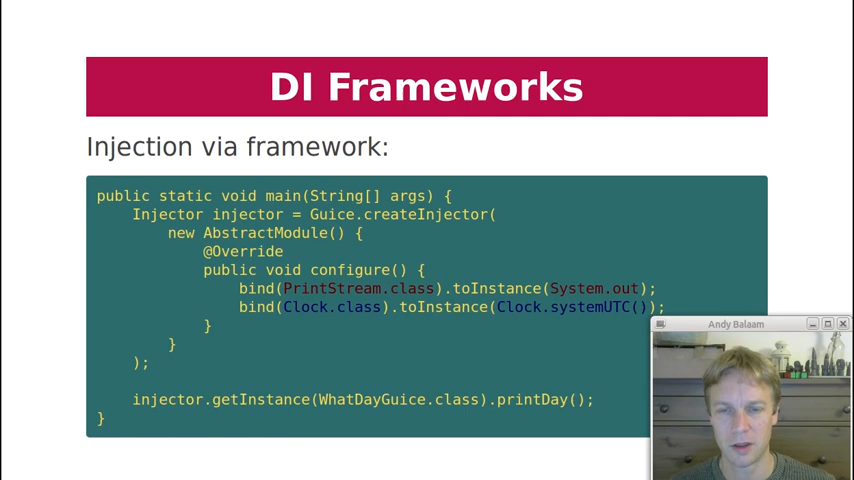 DI Frameworks
Injection via framework:
public static void main(String[] args) {
Injector injector = Guice.createInjector(
new AbstractModule() {
@Override
public void configure() {
bind(PrintStream.class).toInstance(System.out);
bind(Clock.class).toInstance(Clock.systemUTC());
}
}
);
injector.getInstance(WhatDayGuice.class).printDay();
}
Andy Balaam